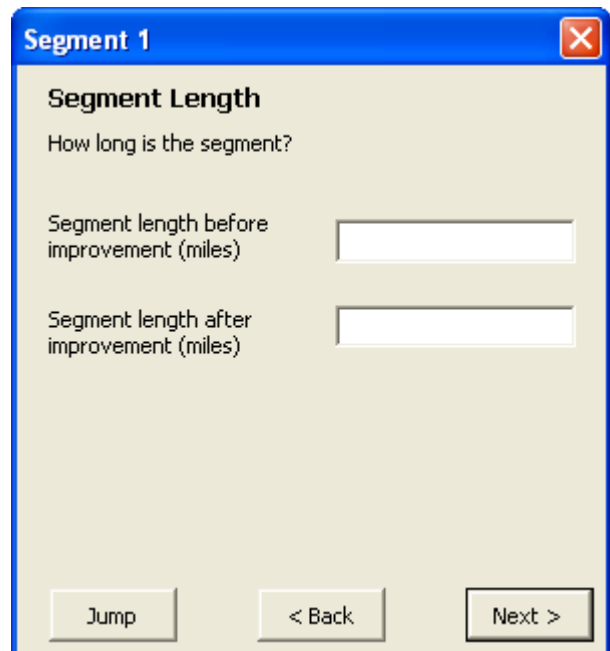 Segment 1
Segment Length
How long is the segment?
Segment length before
improvement (miles)
Segment length after
improvement (miles)
Jump
< Back
Next >